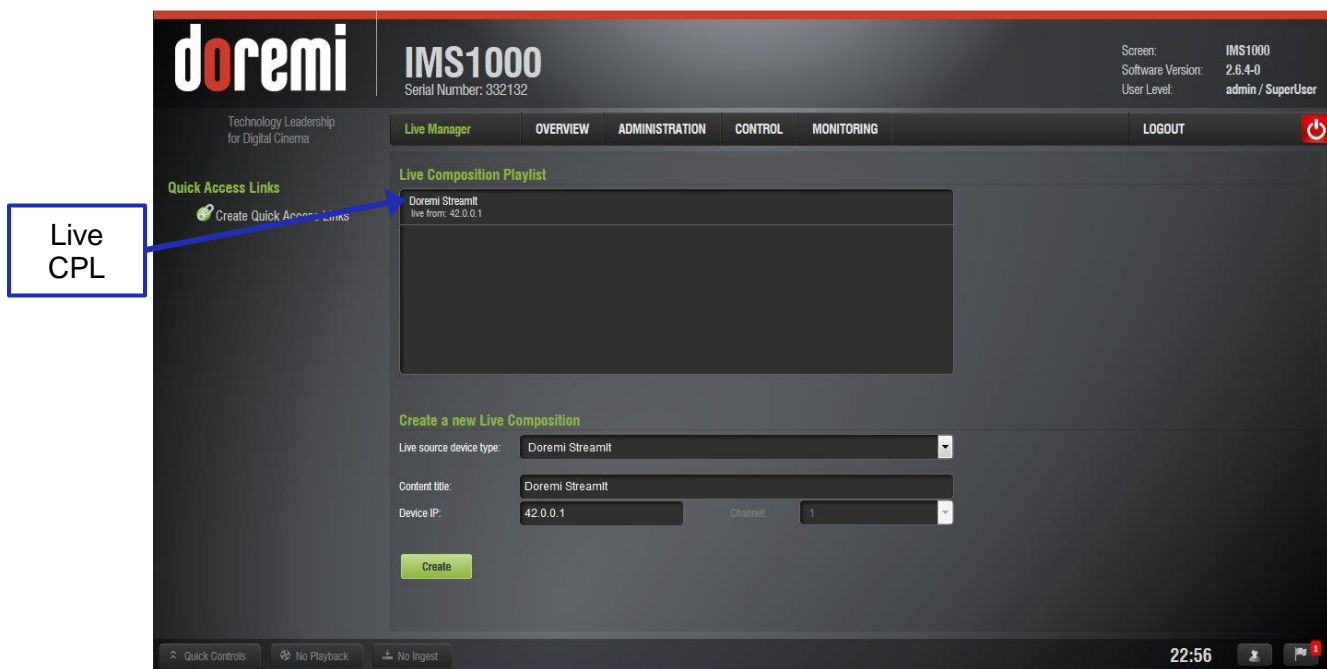 doremi
IMS1000
Serial Number: 332132
Screen: IMS1000
Software Version: 2.6.4-0
User Level: admin / SuperUser
Technology Leadership
for Digital Cinema
Live Manager OVERVIEW ADMINISTRATION CONTROL MONITORING LOGOUT
Quick Access Links
Create Quick Access Links
Live
CPL
Live Composition Playlist
Doremi StreamIt
live from: 42.0.0.1
Create a new Live Composition
Live source device type: Doremi StreamIt
Content title: Doremi StreamIt
Device IP: 42.0.0.1 Channel: 1
Create
Quick Controls No Playback No Ingest 22:56 1